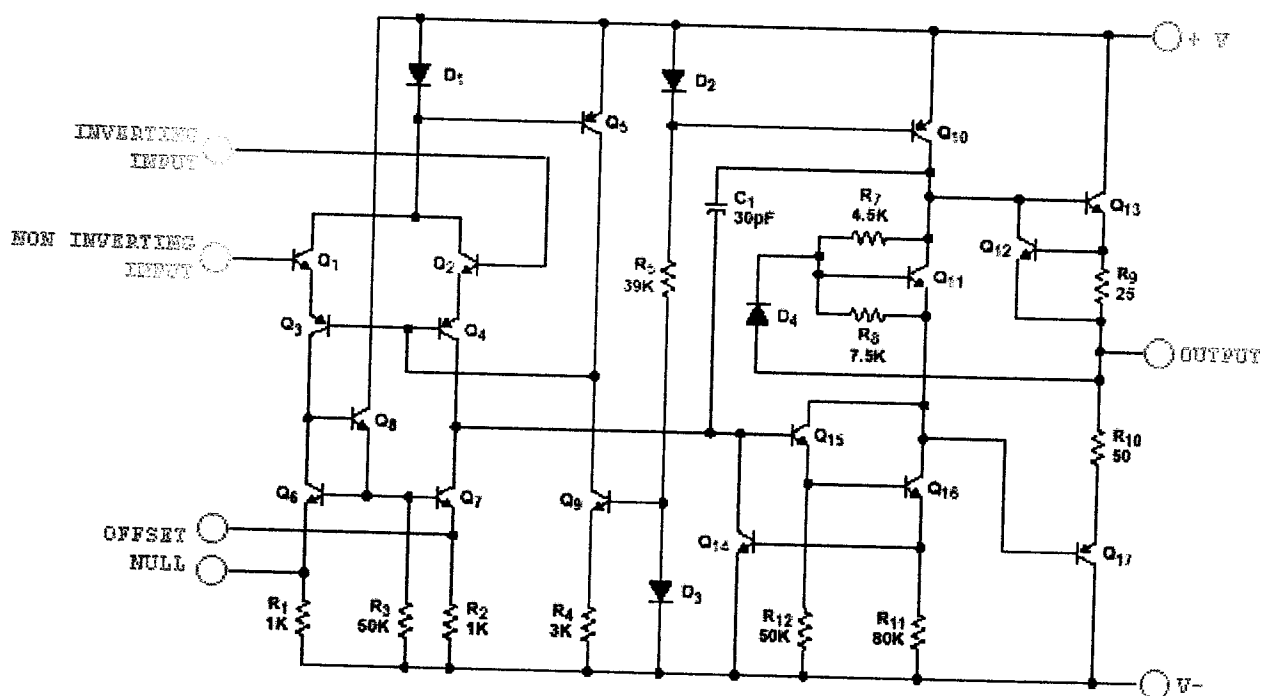 + V
D1
D2
Q5
Q10
INVERTING
INPUT
C1
30pF
R7
4.5K
Q13
NON INVERTING
INPUT
Q1
Q2
Q12
R5
39K
Q11
R9
25
Q3
Q4
D4
R8
7.5K
OUTPUT
Q8
Q15
R10
50
Q6
Q7
Q9
Q16
OFFSET
NULL
Q14
Q17
R1
1K
R3
50K
R2
1K
R4
3K
D3
R12
50K
R11
80K
V-